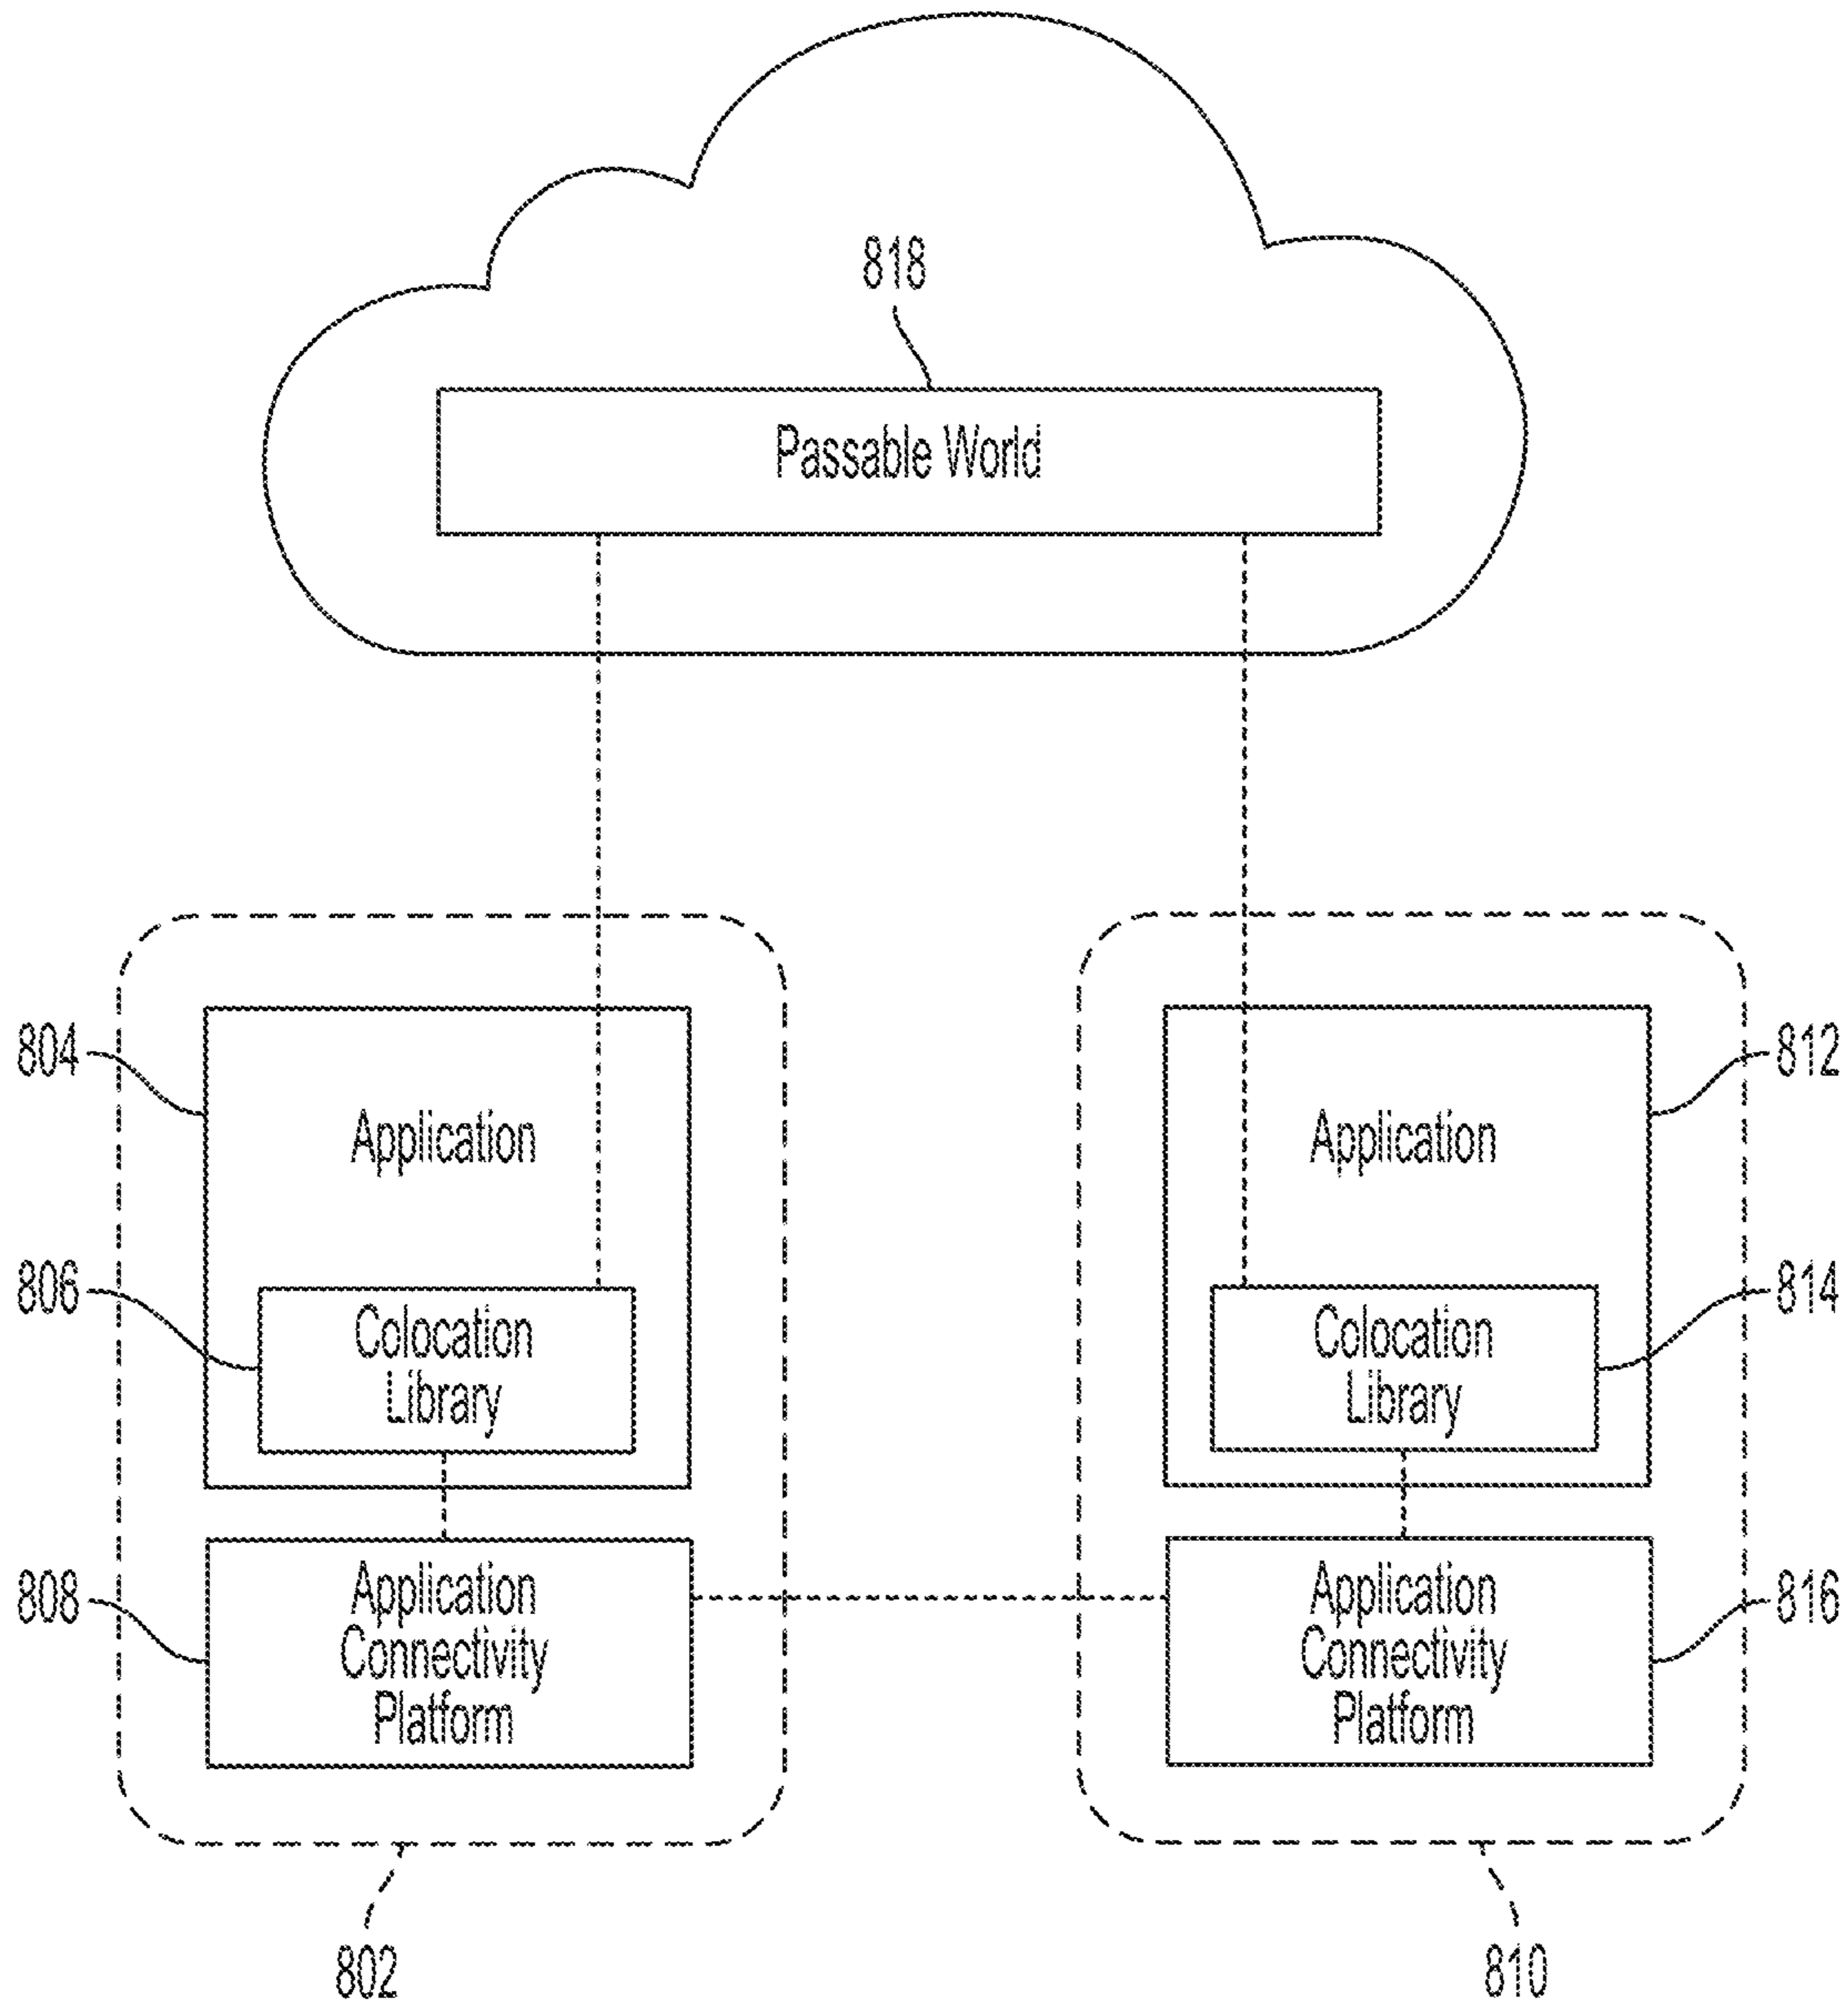 818
Passable World
804
Application
812
Application
806
Colocation
Library
Colocation
Library
814
808
Application
Connectivity
Platform
Application
Connectivity
Platform
816
802
810